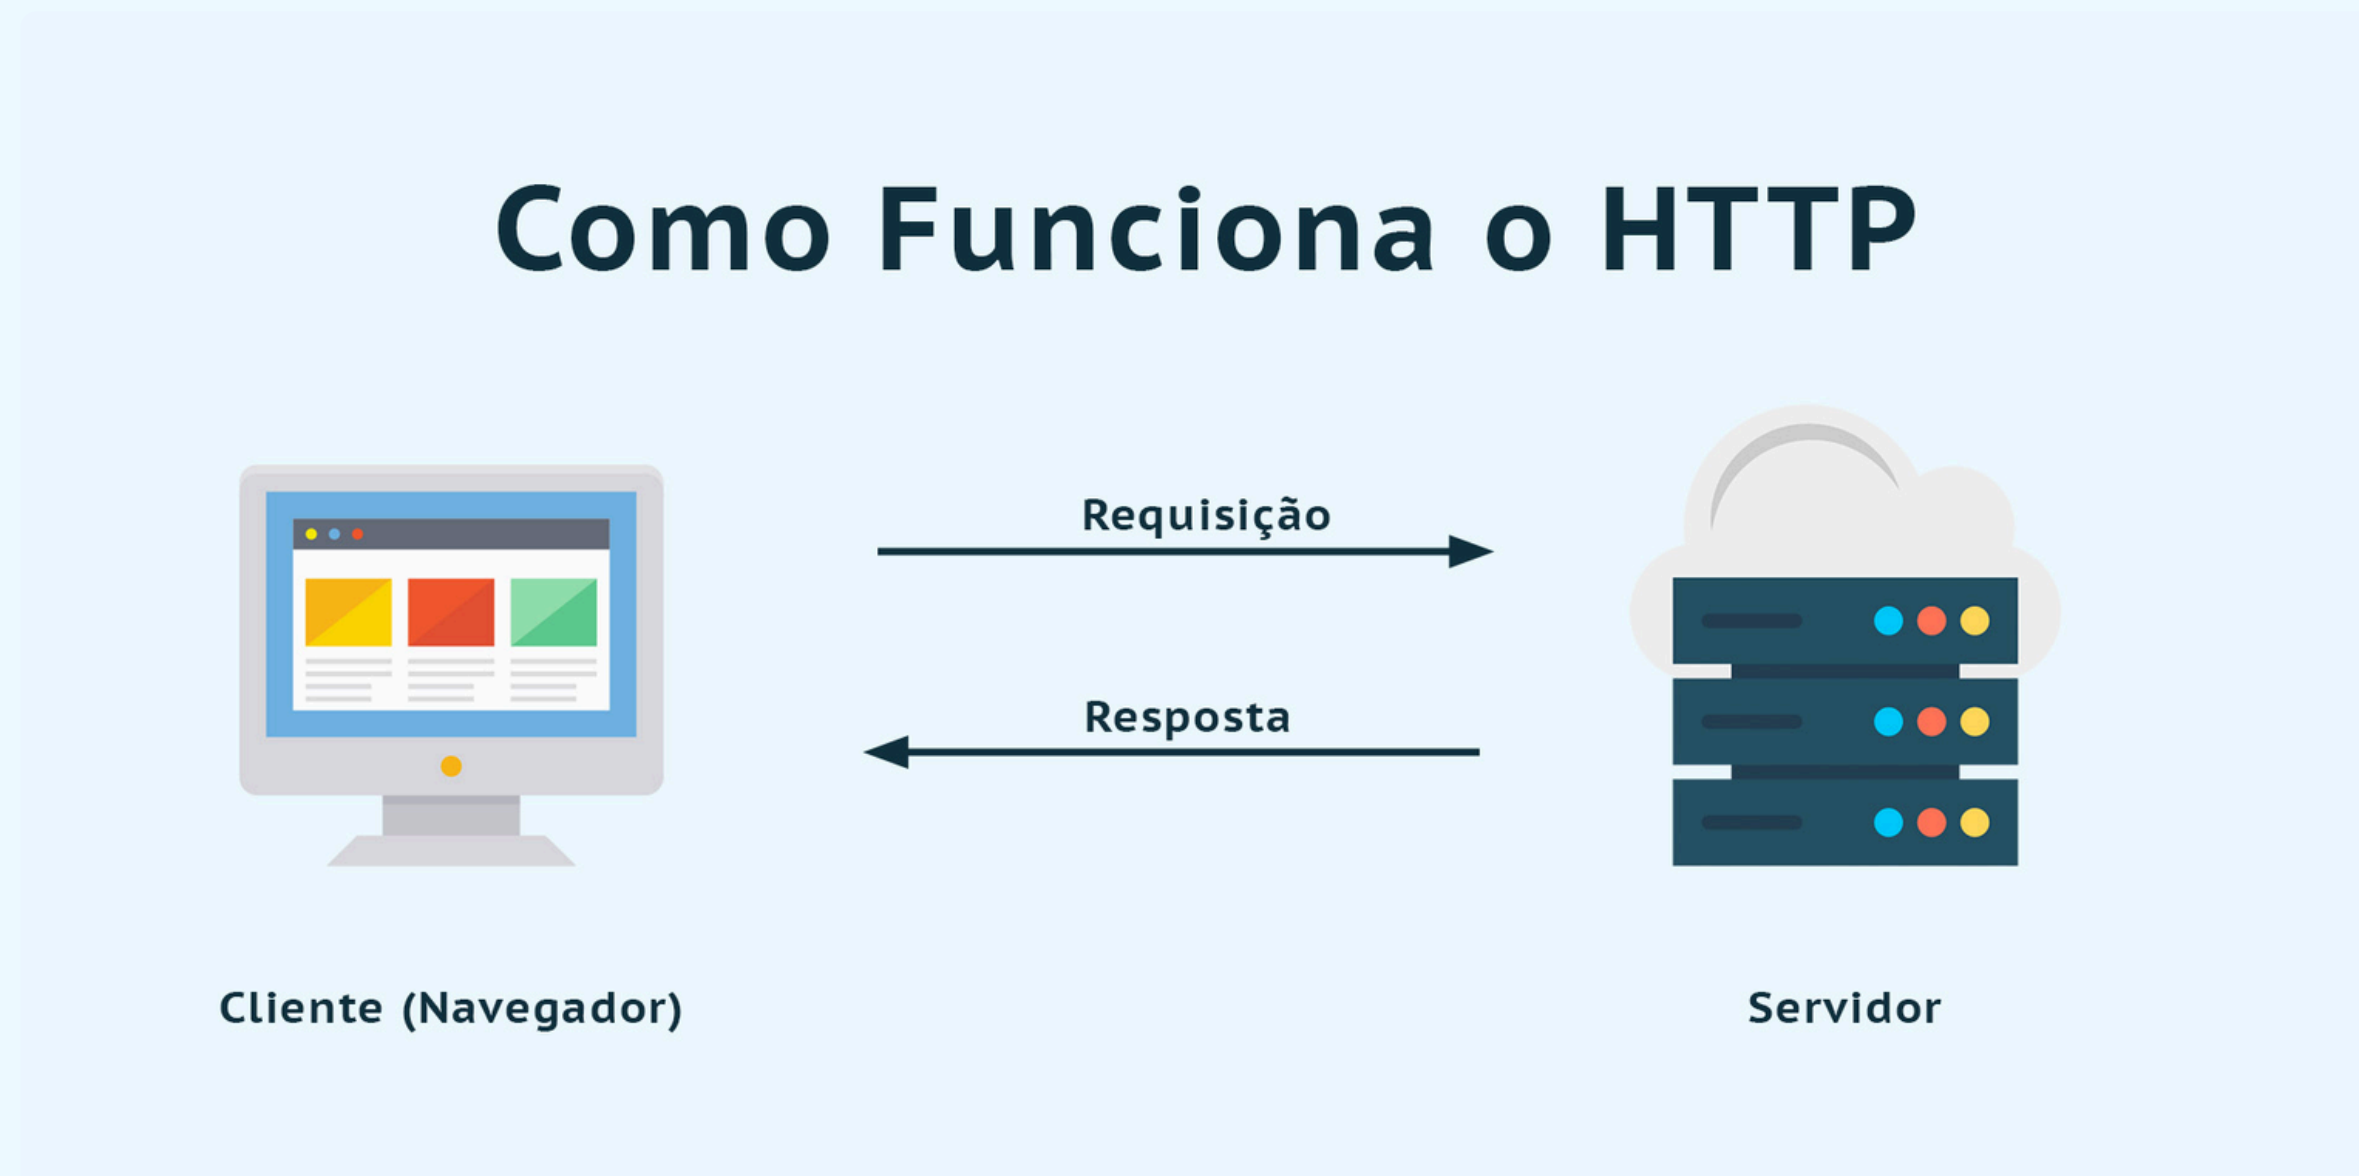 Como Funciona o HTTP
Requisição
Resposta
Cliente (Navegador)
Servidor